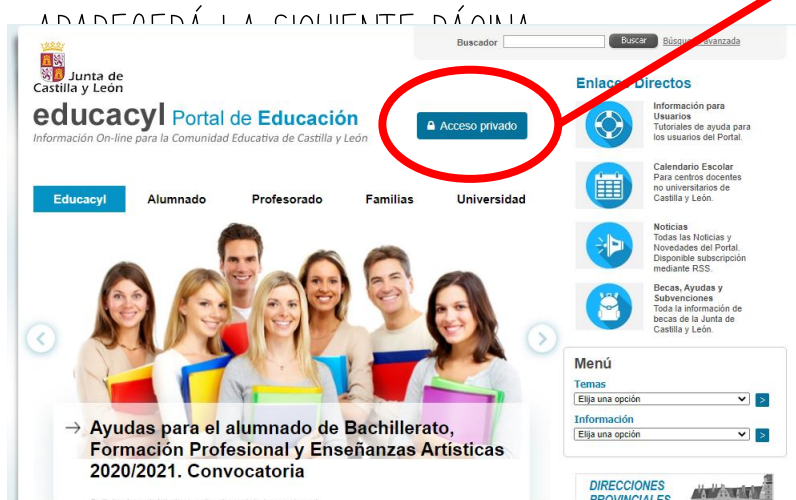 APARECERÁ LA SIGUIENTE PÁGINA
Buscador
Buscar
Búsqueda avanzada
Junta de
Castilla y León
educacyl Portal de Educación
Información On-line para la Comunidad Educativa de Castilla y León
Acceso privado
Educacyl
Alumnado
Profesorado
Familias
Universidad
Ayudas para el alumnado de Bachillerato,
Formación Profesional y Enseñanzas Artísticas
2020/2021. Convocatoria
Enlaces Directos
Información para
Usuarios
Tutoriales de ayuda para
los usuarios del Portal.
Calendario Escolar
Para centros docentes
no universitarios de
Castilla y León.
Noticias
Todas las Noticias y
Novedades del Portal.
Disponible subscripción
mediante RSS.
Becas, Ayudas y
Subvenciones
Toda la información de
becas de la Junta de
Castilla y León.
Menú
Temas
Elija una opción
>
Información
Elija una opción
>
DIRECCIONES
PROVINCIALES